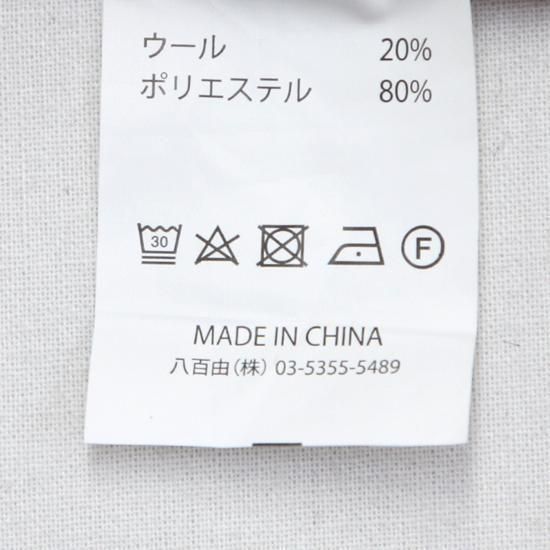 ウール 20%
ポリエステル 80%
30 F
MADE IN CHINA
八百由(株) 03-5355-5489